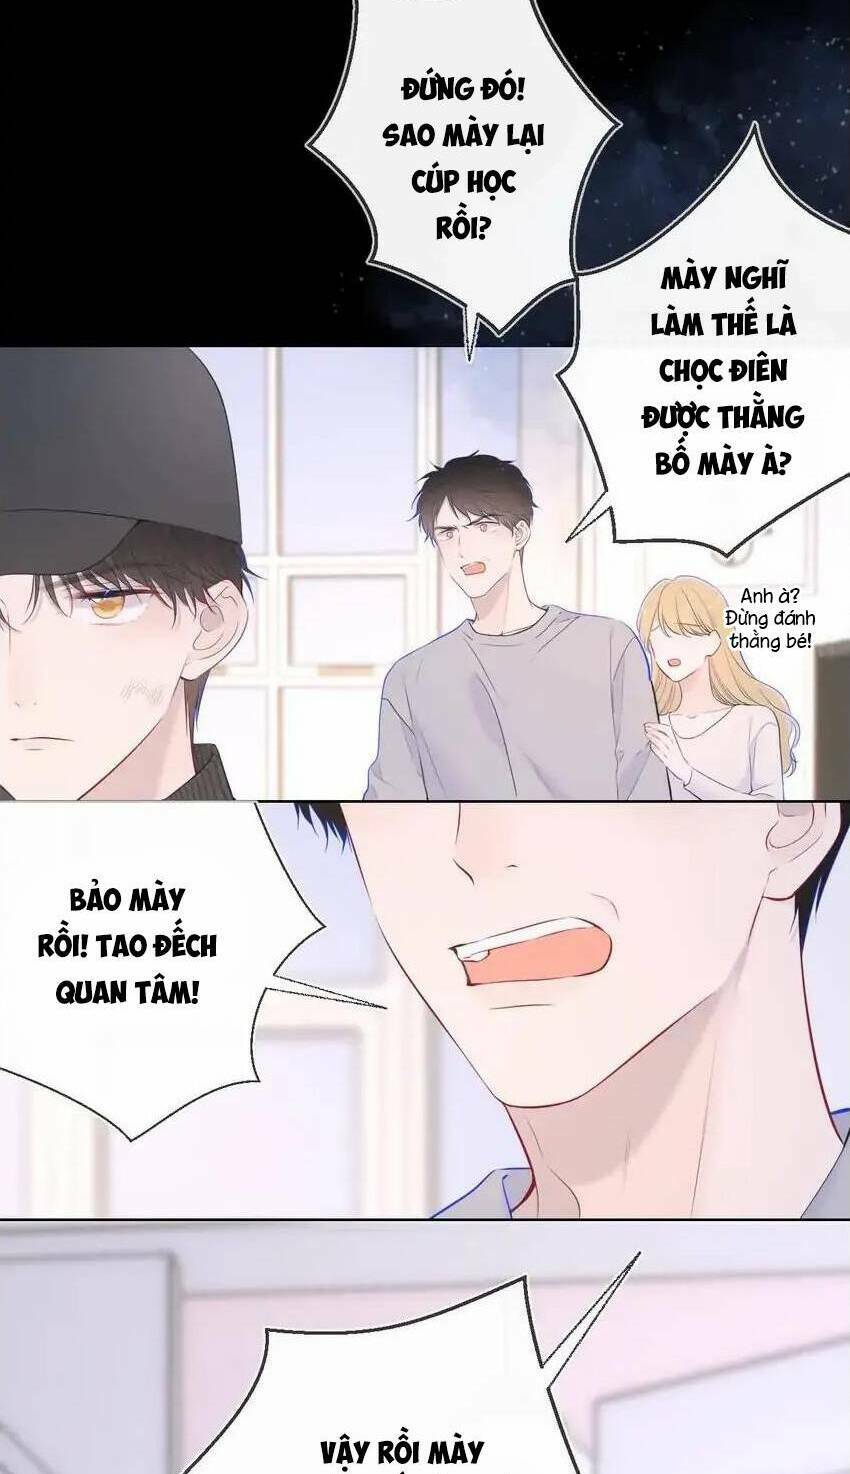 ĐỨNG ĐÓ!
SAO MÀY LẠI
CÚP HỌC
RỒI?
MÀY NGHĨ
LÀM THẾ LÀ
CHỌC ĐIÊN
ĐƯỢC THẰNG
BỐ MÀY À?
Anh à?
Đừng đánh
thằng bé!
BẢO MÀY
RỒI! TAO ĐẾCH
QUAN TÂM!
VẬY RỒI MÀY